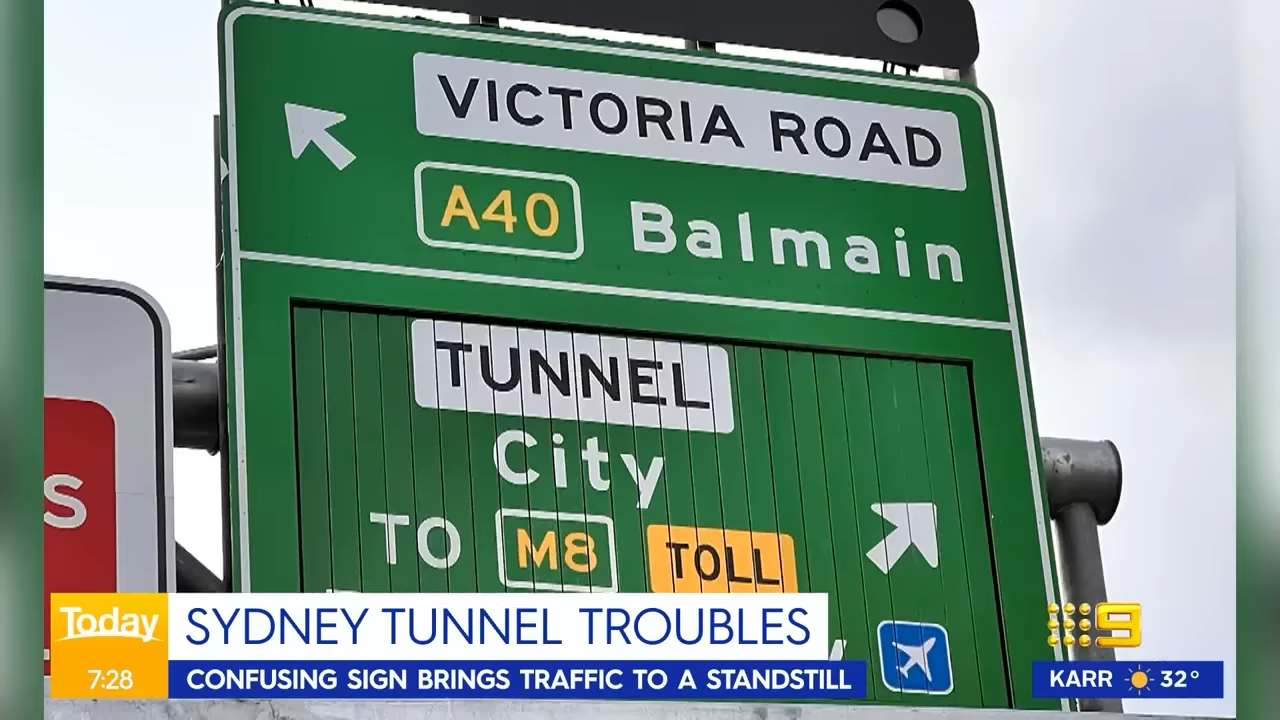 VICTORIA ROAD
A40 Balmain
TUNNEL
City
TO M8 TOLL
S
Today
7:28
SYDNEY TUNNEL TROUBLES
CONFUSING SIGN BRINGS TRAFFIC TO A STANDSTILL
9
KARR 32°